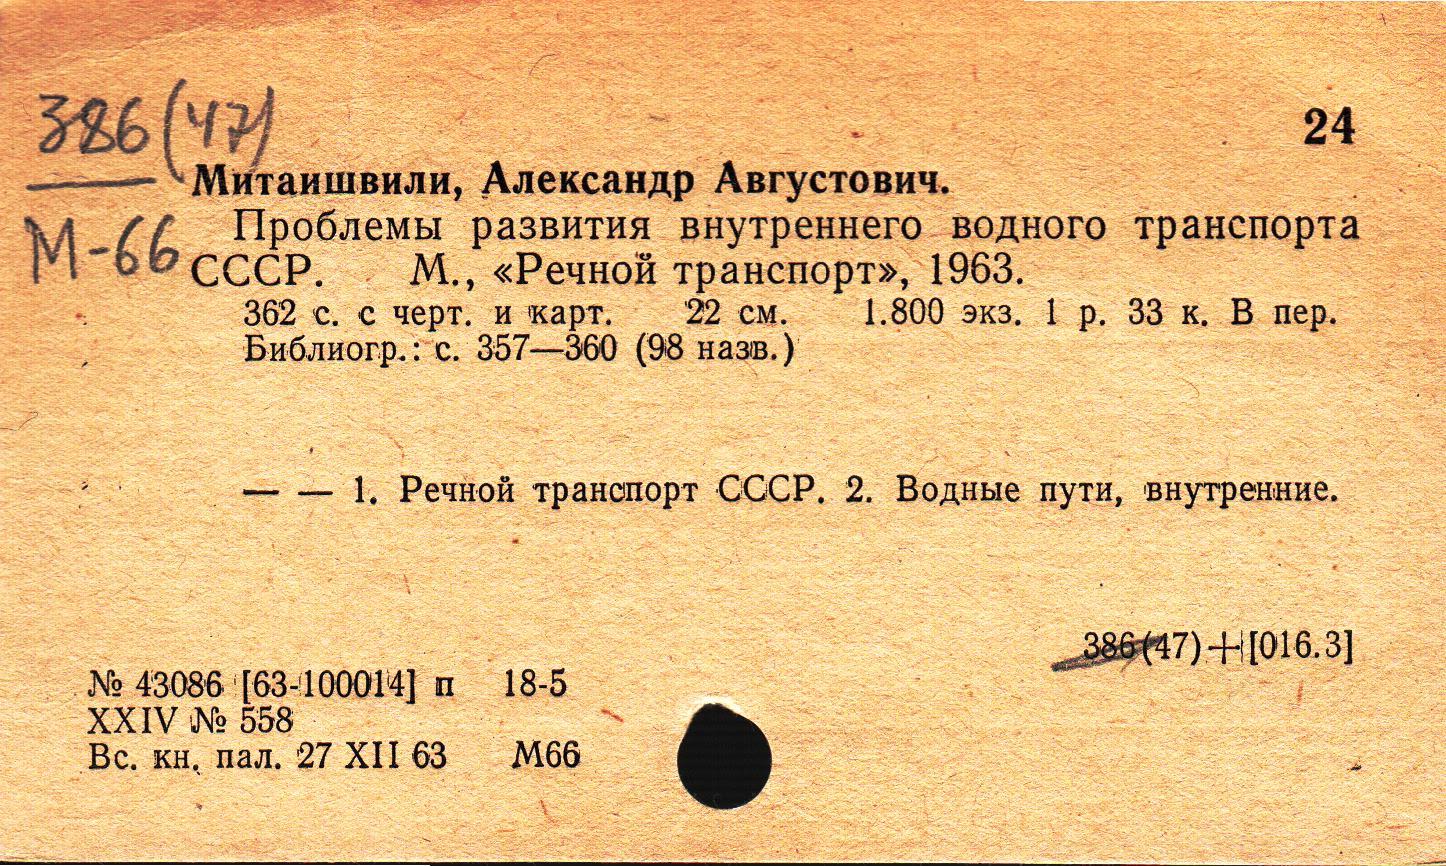 386(47)
24
Митаишвили, Александр Августович.
Проблемы развития внутреннего водного транспорта
М-66
СССР. М., «Речной транспорт», 1963.
362 с. с черт. и карт. 22 см. 1.800 экз. 1 р. 33 к. В пер.
Библиогр.: с. 357—360 (98 назв.)
— — 1. Речной транспорт СССР. 2. Водные пути, внутренние.
386(47)+[016.3]
№ 43086 [63-100014] п 18-5
XXIV № 558
Вс. кн. пал. 27 XII 63 М66